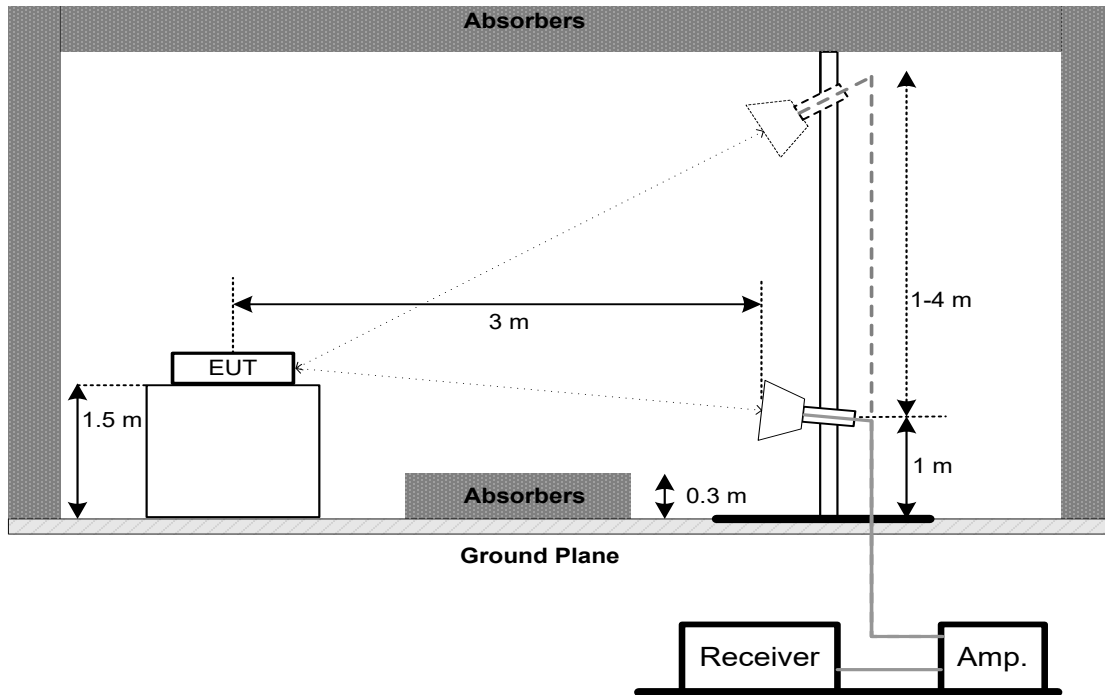 Absorbers
3 m
1-4 m
EUT
1.5 m
1 m
Absorbers
0.3 m
Ground Plane
Receiver
Amp.